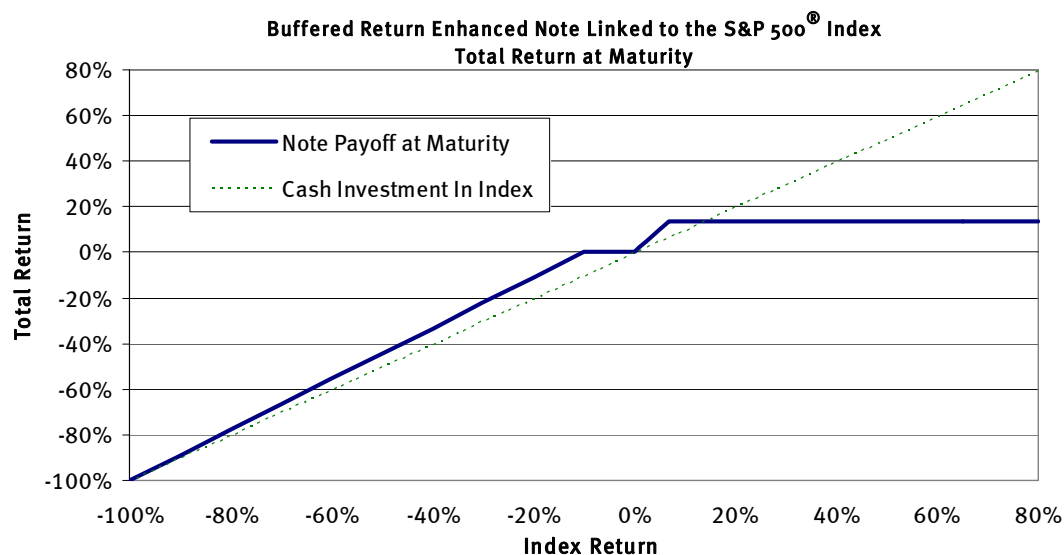 Buffered Return Enhanced Note Linked to the S&P 500® Index
Total Return at Maturity
80%
60%
40%
20%
0%
-20%
-40%
-60%
-80%
-100%
Total Return
Note Payoff at Maturity
Cash Investment In Index
-100% -80% -60% -40% -20% 0% 20% 40% 60% 80%
Index Return